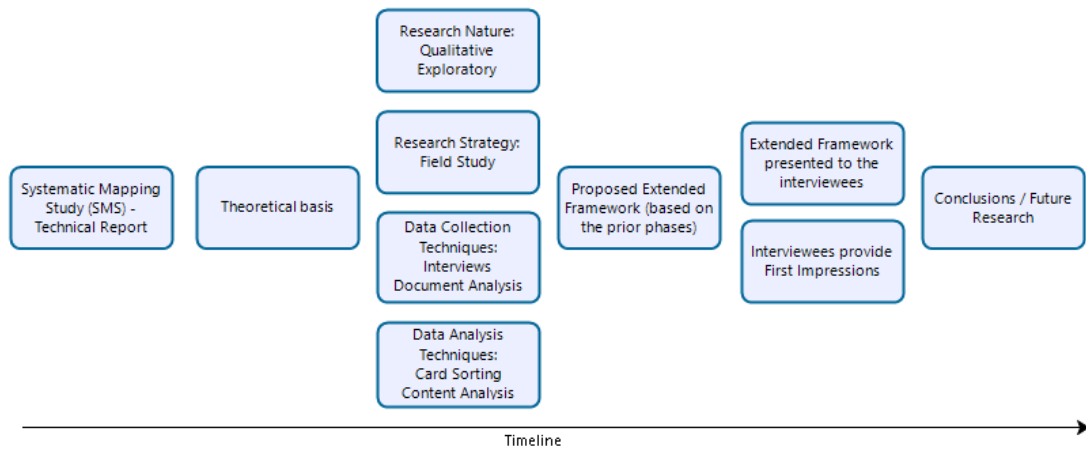 Systematic Mapping
Study (SMS) -
Technical Report
Theoretical basis
Research Nature:
Qualitative
Exploratory
Research Strategy:
Field Study
Data Collection
Techniques:
Interviews
Document Analysis
Data Analysis
Techniques:
Card Sorting
Content Analysis
Proposed Extended
Framework (based on
the prior phases)
Extended Framework
presented to the
interviewees
Interviewees provide
First Impressions
Conclusions / Future
Research
Timeline